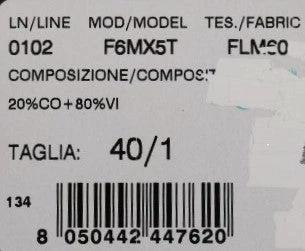 LN/LINE MOD/MODEL TES./FABRIC
0102 F6MX5T
COMPOSIZIONE/
20%CO+80%VI
TAGLIA: 40/1
134
8 050442 447620